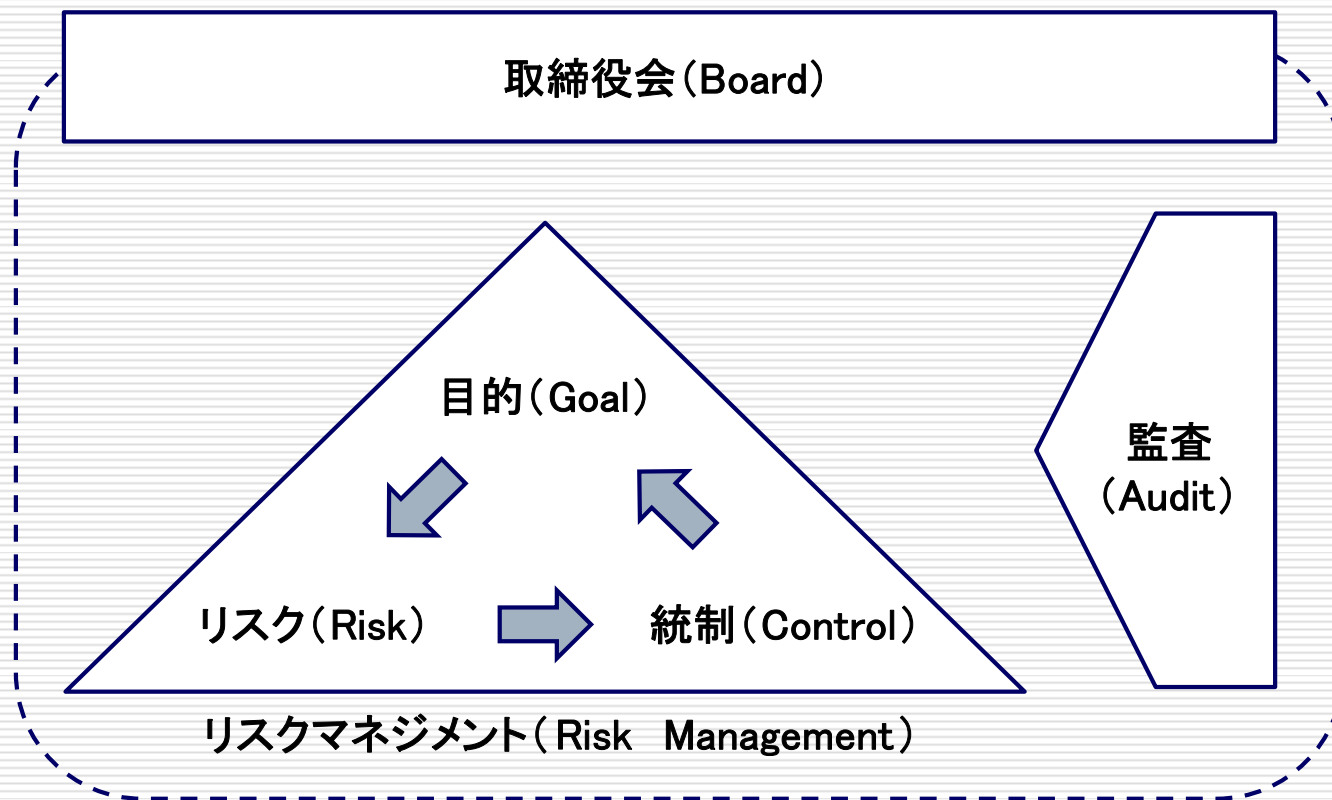 取締役会(Board)
目的(Goal)
監査
(Audit)
リスク(Risk)
統制(Control)
リスクマネジメント(Risk Management)